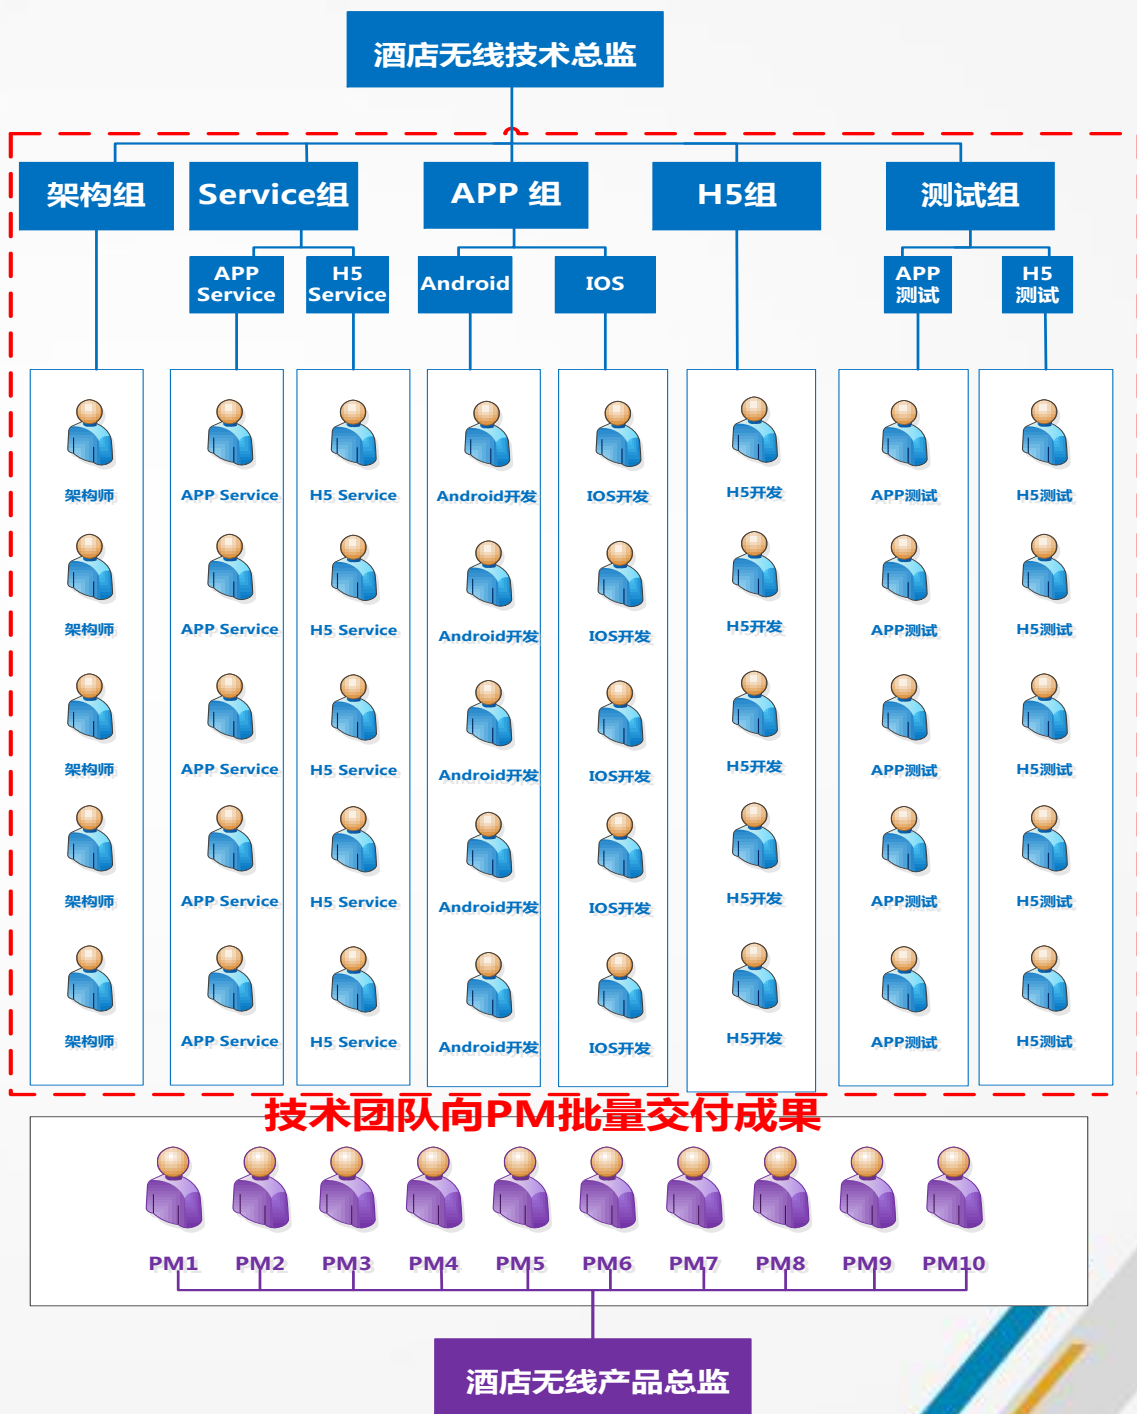 酒店无线技术总监
架构组
Service组
APP 组
H5组
测试组
APP
Service
H5
Service
Android
IOS
APP
测试
H5
测试
架构师
APP Service
H5 Service
Android开发
IOS开发
H5开发
APP测试
H5测试
架构师
APP Service
H5 Service
Android开发
IOS开发
H5开发
APP测试
H5测试
架构师
APP Service
H5 Service
Android开发
IOS开发
H5开发
APP测试
H5测试
架构师
APP Service
H5 Service
Android开发
IOS开发
H5开发
APP测试
H5测试
架构师
APP Service
H5 Service
Android开发
IOS开发
H5开发
APP测试
H5测试
技术团队向PM批量交付成果
PM1
PM2
PM3
PM4
PM5
PM6
PM7
PM8
PM9
PM10
酒店无线产品总监